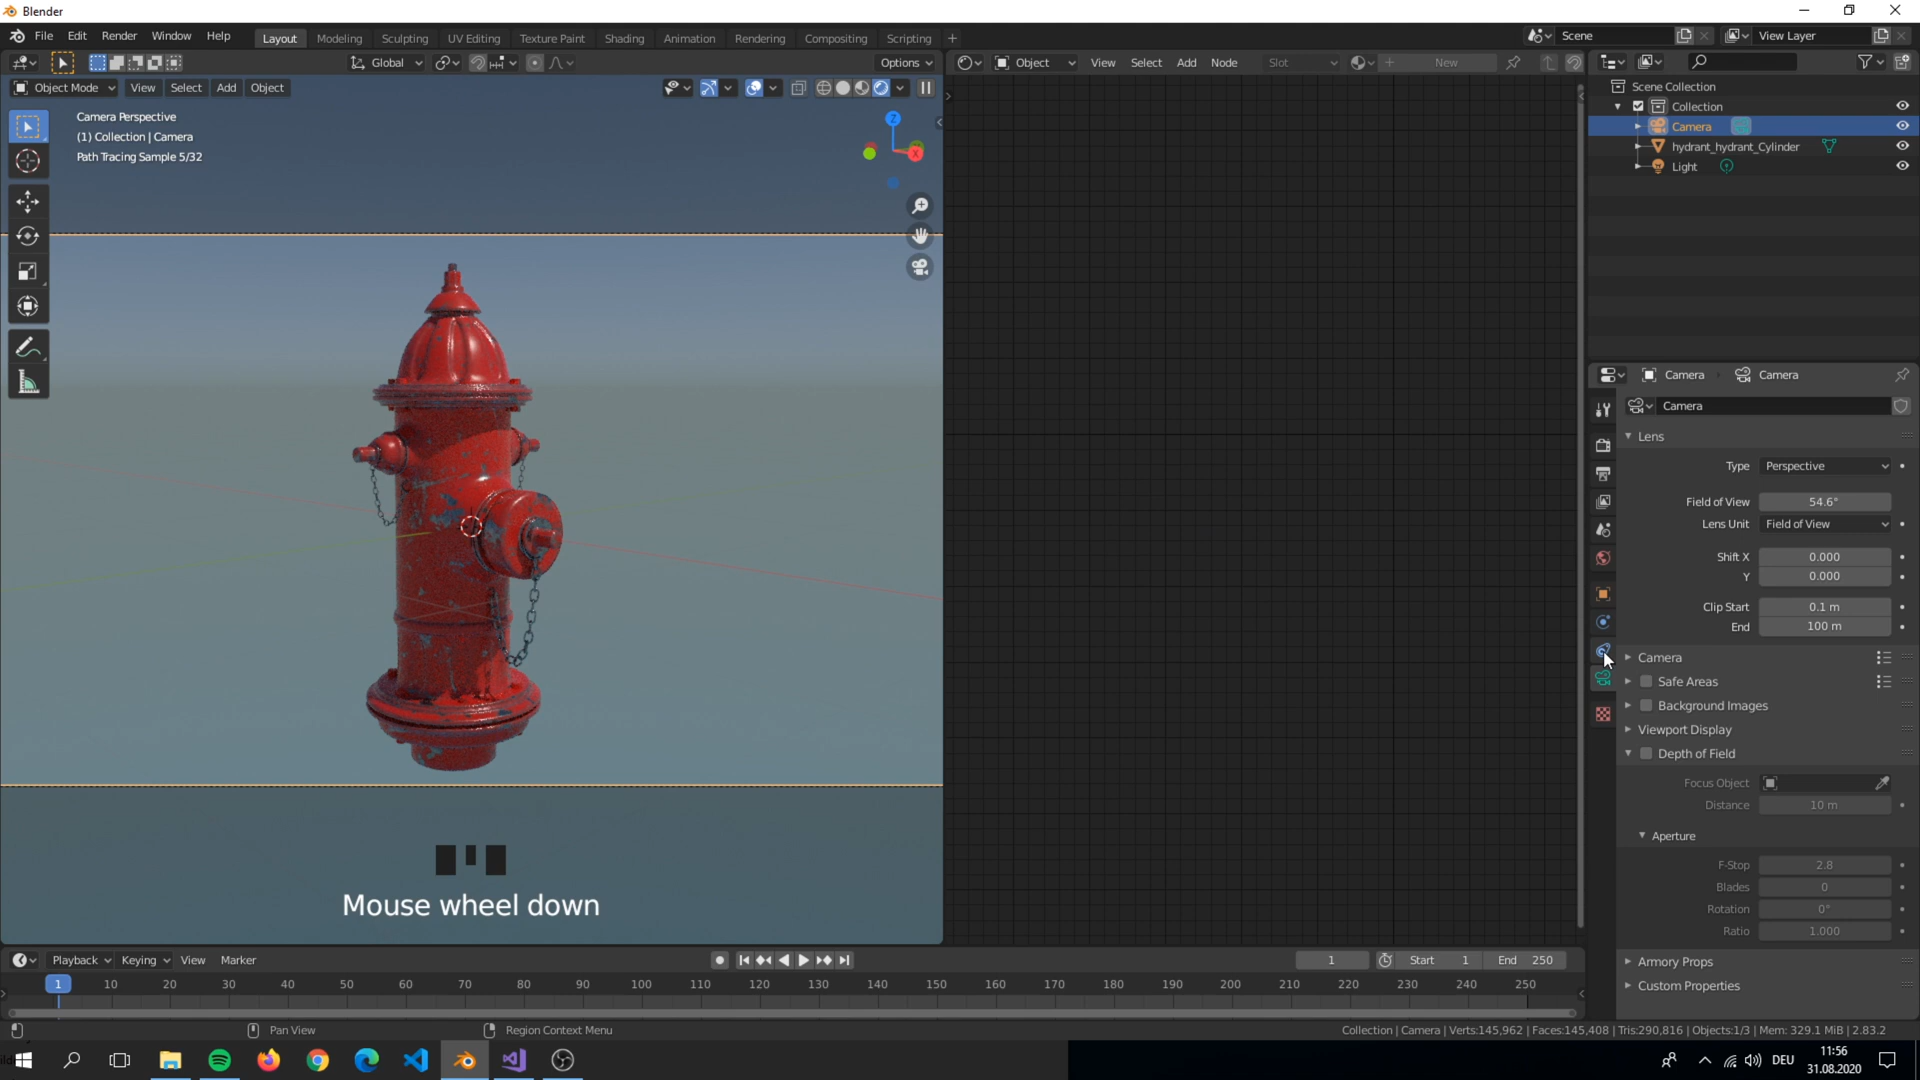 Blender
File Edit Render Window Help Layout Modeling Sculpting UV Editing Texture Paint Shading Animation Rendering Compositing Scripting + Scene View Layer
Global Options Object View Select Add Node Slot New
Object Mode View Select Add Object
Camera Perspective
(1) Collection | Camera
Path Tracing Sample 5/32
Z
X
Scene Collection
Collection
Camera
hydrant_hydrant_Cylinder
Light
Camera Camera
Camera
Lens
Type Perspective
Field of View 54.6°
Lens Unit Field of View
Shift X 0.000
Y 0.000
Clip Start 0.1 m
End 100 m
Camera
Safe Areas
Background Images
Viewport Display
Depth of Field
Focus Object
Distance 10 m
Aperture
F-Stop 2.8
Blades 0
Rotation 0°
Ratio 1.000
Armory Props
Custom Properties
Mouse wheel down
Playback Keying View Marker 1 Start 1 End 250
1 10 20 30 40 50 60 70 80 90 100 110 120 130 140 150 160 170 180 190 200 210 220 230 240 250
Pan View Region Context Menu Collection | Camera | Verts:145,962 | Faces:145,408 | Tris:290,816 | Objects:1/3 | Mem: 329.1 MiB | 2.83.2
DEU 11:56
31.08.2020